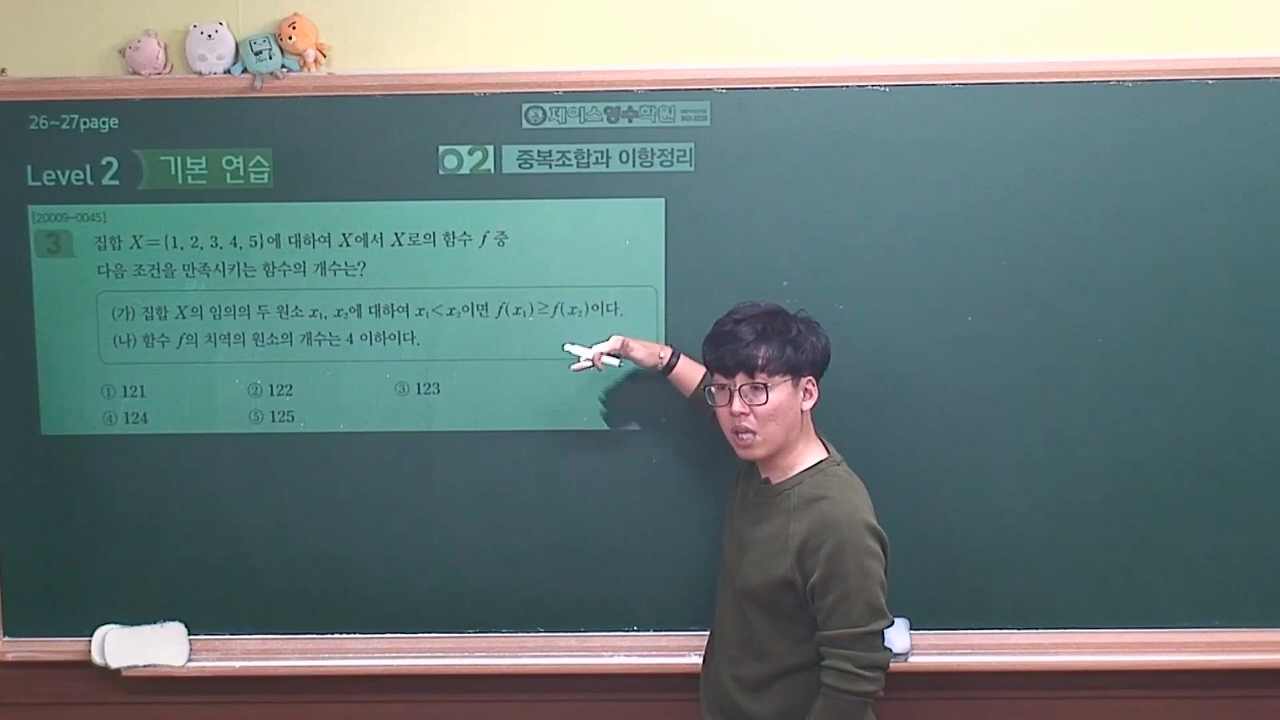 26~27page
제이스영수학원
Level 2 기본 연습
02 중복조합과 이항정리
[20009-0045]
3 집합 X={1, 2, 3, 4, 5}에 대하여 X에서 X로의 함수 f 중
다음 조건을 만족시키는 함수의 개수는?
(가) 집합 X의 임의의 두 원소 x₁, x₂에 대하여 x₁<x₂이면 f(x₁)≥f(x₂)이다.
(나) 함수 f의 치역의 원소의 개수는 4 이하이다.
① 121 ② 122 ③ 123
④ 124 ⑤ 125